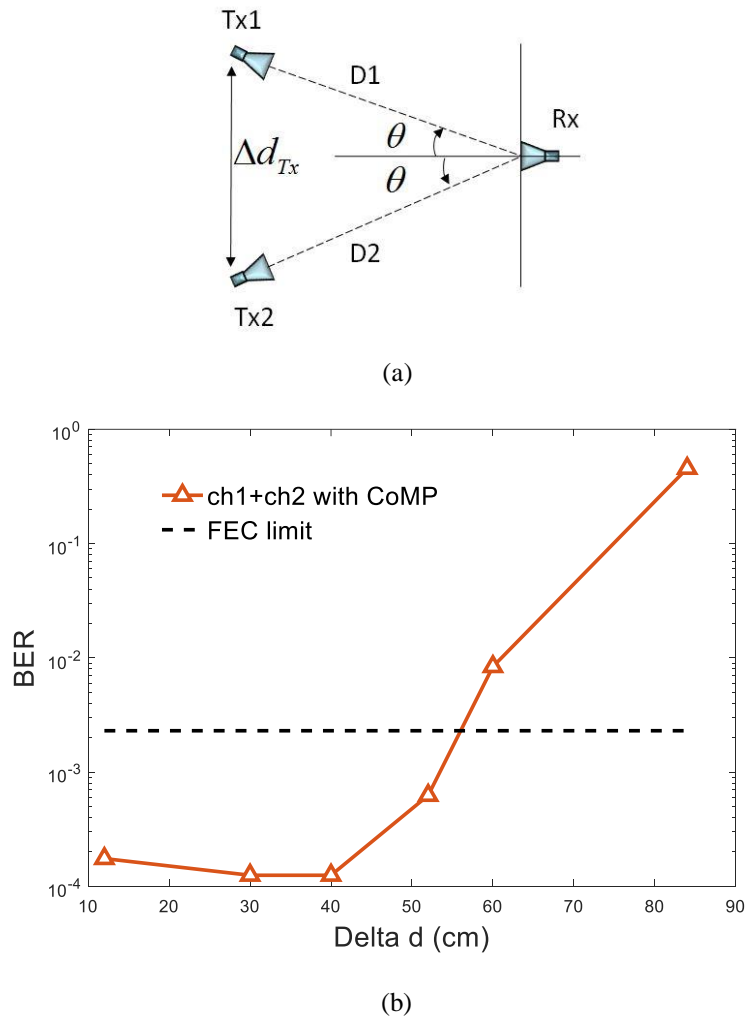 Tx1
D1
Rx
θ
Δd_Tx
θ
D2
Tx2
(a)
10^0
10^-1
10^-2
10^-3
10^-4
BER
ch1+ch2 with CoMP
FEC limit
10 20 30 40 50 60 70 80 90
Delta d (cm)
(b)